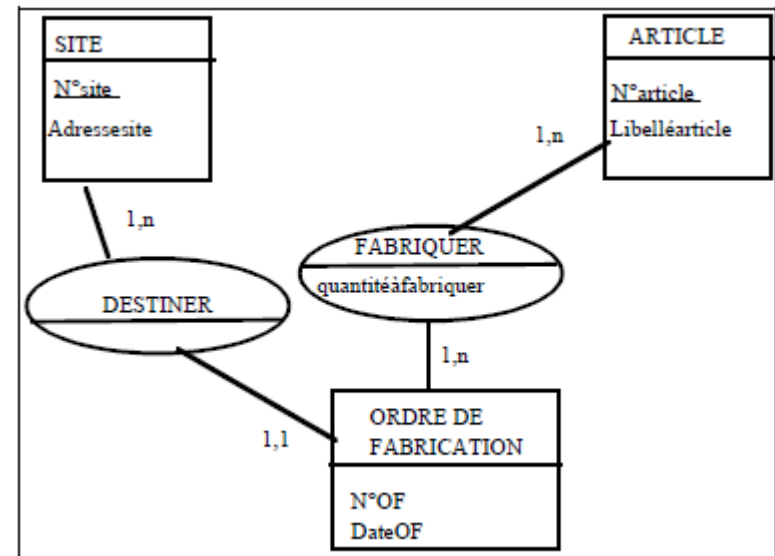 SITE
N°site
Adressesite
1,n
DESTINER
1,1
ARTICLE
N°article
Libelléarticle
1,n
FABRIQUER
quantitéàfabriquer
1,n
ORDRE DE
FABRICATION
N°OF
DateOF